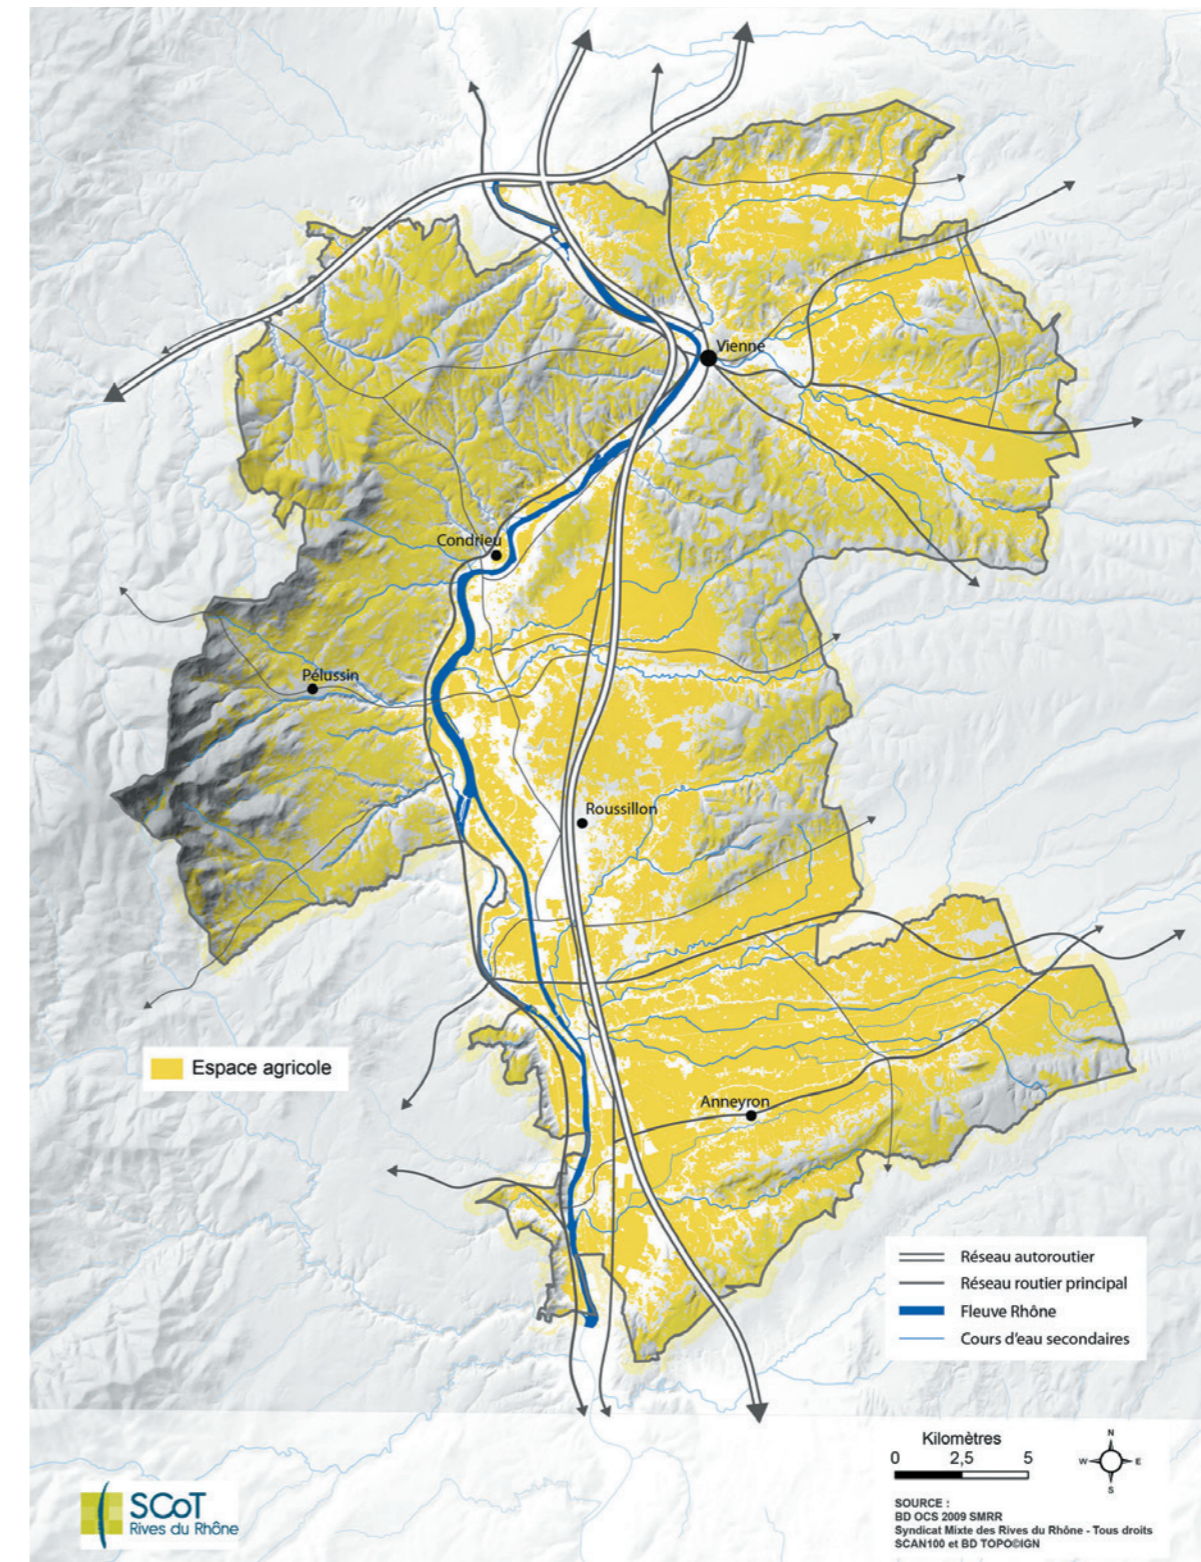 Vienne
Condrieu
Pélussin
Roussillon
Espace agricole
Anneyron
Réseau autoroutier
Réseau routier principal
Fleuve Rhône
Cours d'eau secondaires
Kilomètres
0 2,5 5
N
W E
S
SCoT
Rives du Rhône
SOURCE :
BD OCS 2009 SMRR
Syndicat Mixte des Rives du Rhône - Tous droits
SCAN100 et BD TOPO©IGN